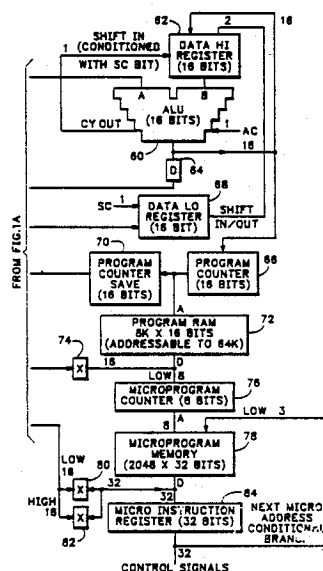 62
2
16
SHIFT IN
1 (CONDITIONED
WITH SC BIT)
DATA HI
REGISTER
(16 BITS)
A
B
ALU
(16 BITS)
CY OUT
1
AC
60
16
D
64
68
SC
1
DATA LO
REGISTER
(16 BIT)
SHIFT
IN/OUT
FROM FIG.1A
70
PROGRAM
COUNTER
SAVE
(16 BITS)
PROGRAM
COUNTER
(16 BITS)
66
A
72
PROGRAM RAM
8K X 16 BITS
(ADDRESSABLE TO 64K)
74
X
16
D
LOW
8
76
MICROPROGRAM
COUNTER (8 BITS)
8
A
LOW 3
78
MICROPROGRAM
MEMORY
(2048 X 32 BITS)
LOW
16
80
X
32
D
32
84
HIGH
16
X
82
MICRO INSTRUCTION
REGISTER (32 BITS)
NEXT MICRO
ADDRESS
32
CONTROL SIGNALS